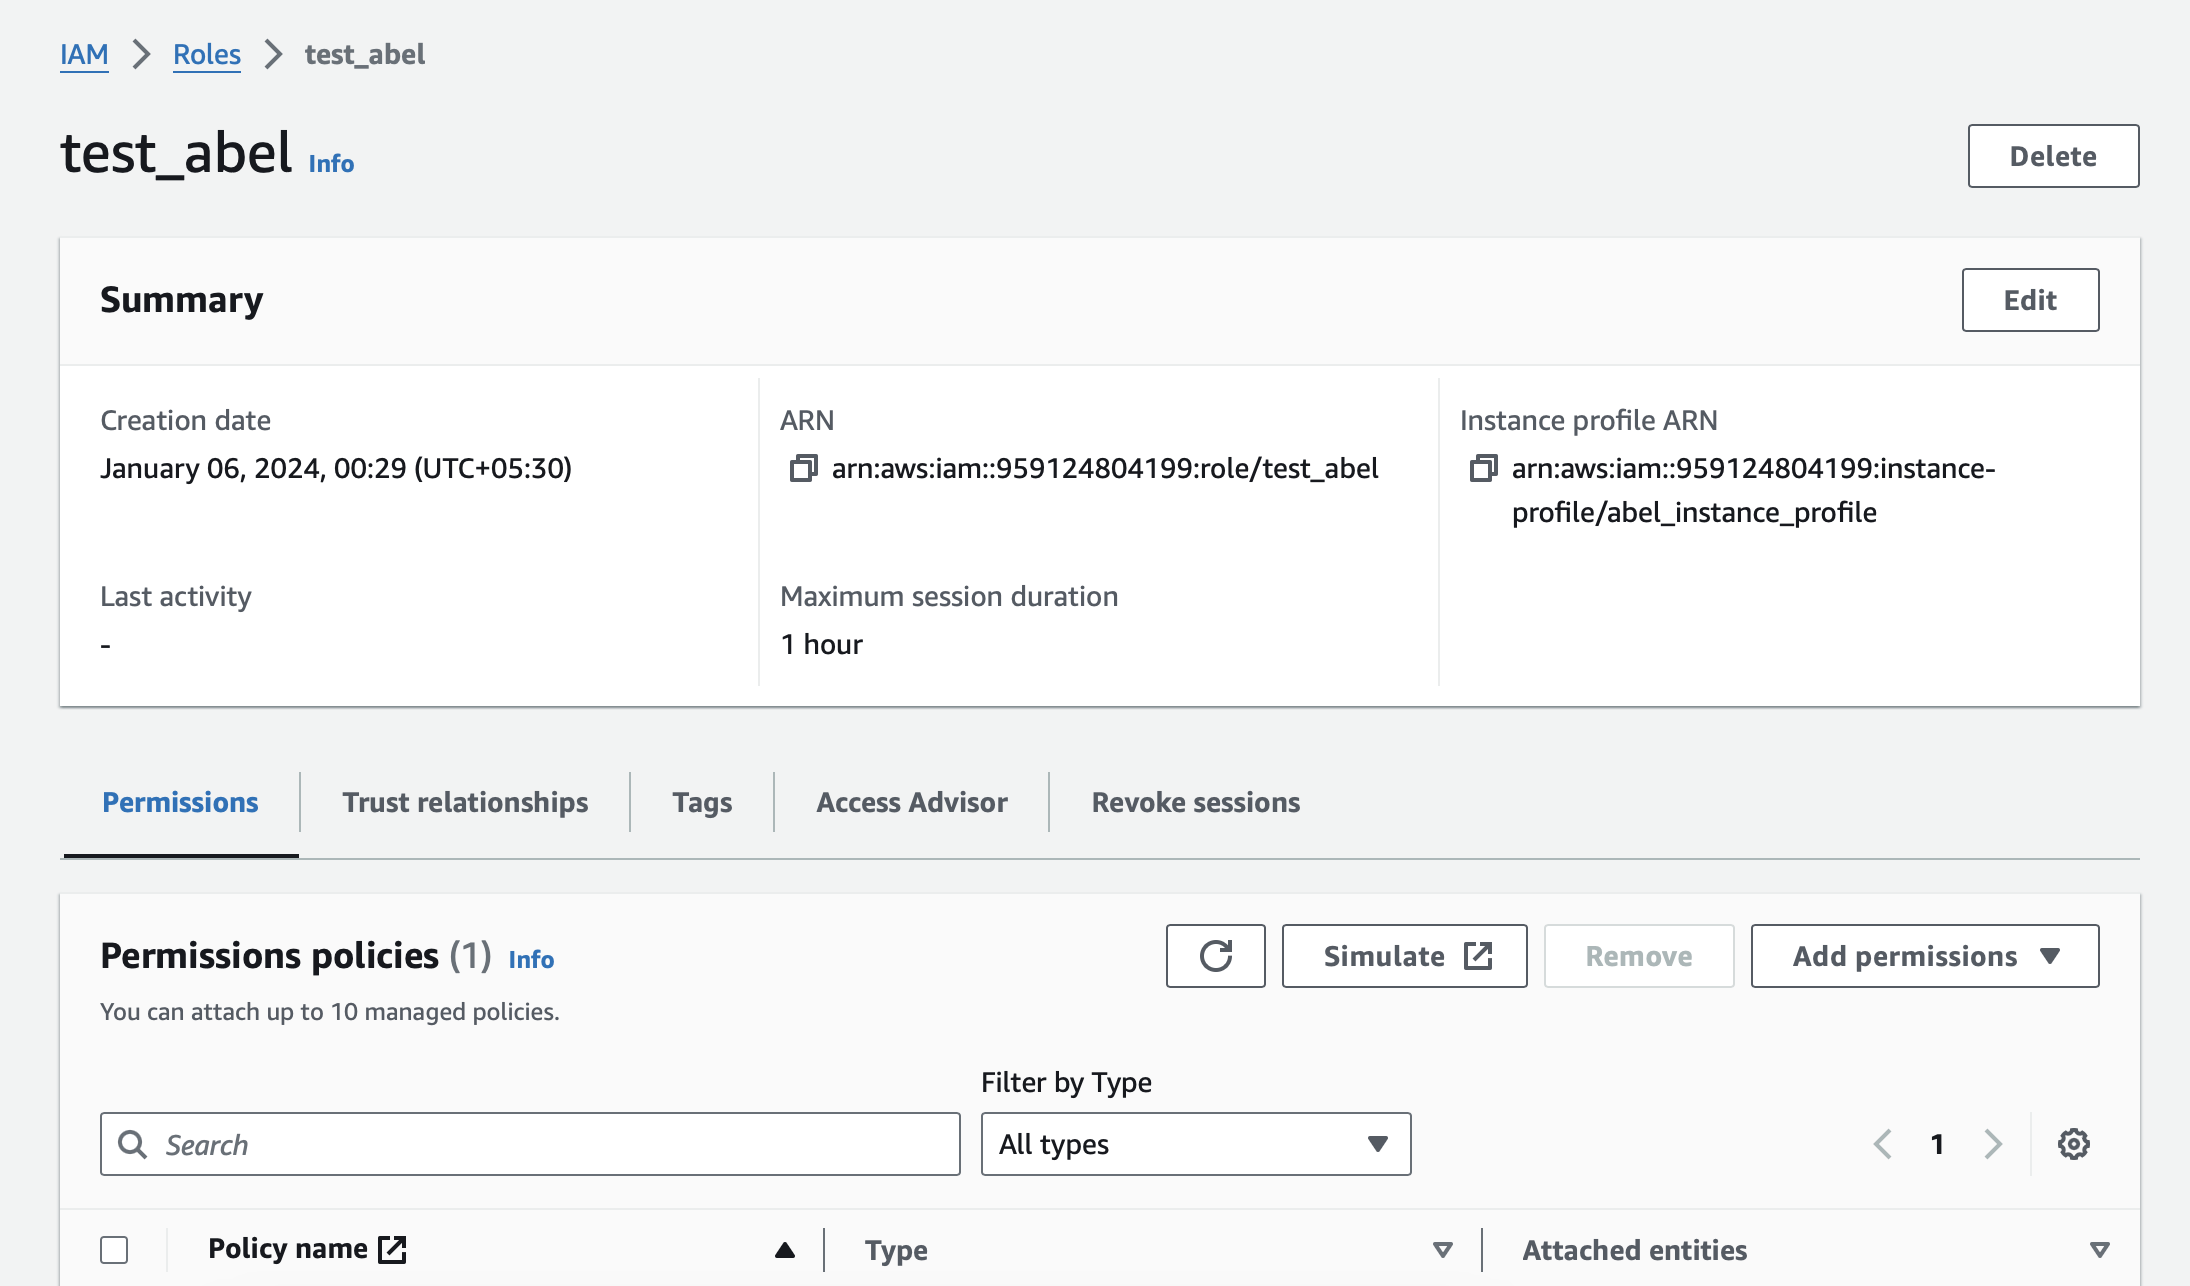 IAM > Roles > test_abel
test_abel Info
Delete
Summary
Edit
Creation date
January 06, 2024, 00:29 (UTC+05:30)
ARN
arn:aws:iam::959124804199:role/test_abel
Instance profile ARN
arn:aws:iam::959124804199:instance-
profile/abel_instance_profile
Last activity
-
Maximum session duration
1 hour
Permissions
Trust relationships
Tags
Access Advisor
Revoke sessions
Permissions policies (1) Info
Simulate
Remove
Add permissions
You can attach up to 10 managed policies.
Filter by Type
Search
All types
1
Policy name
Type
Attached entities